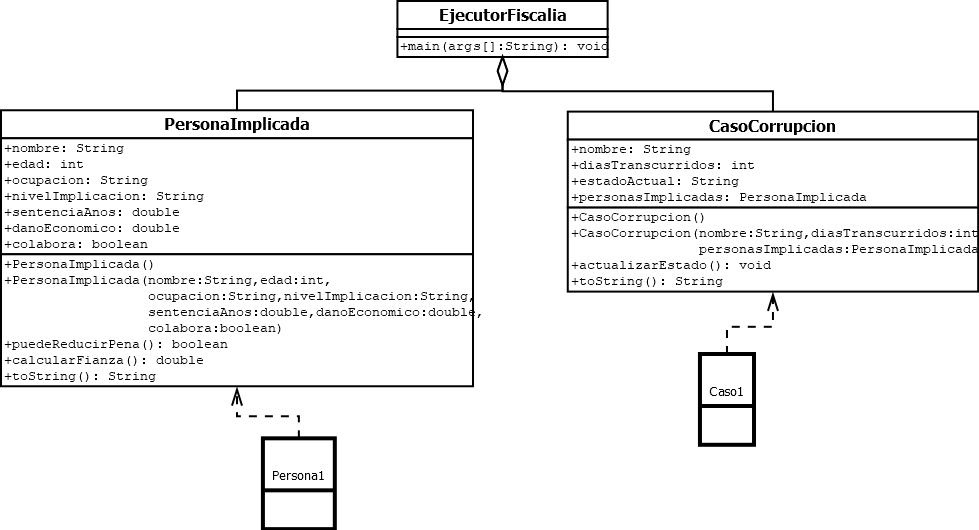 EjecutorFiscalia
+main(args[]:String): void
PersonaImplicada
+nombre: String
+edad: int
+ocupacion: String
+nivelImplicacion: String
+sentenciaAnos: double
+danoEconomico: double
+colabora: boolean
+PersonaImplicada()
+PersonaImplicada(nombre:String,edad:int,
ocupacion:String,nivelImplicacion:String,
sentenciaAnos:double,danoEconomico:double,
colabora:boolean)
+puedeReducirPena(): boolean
+calcularFianza(): double
+toString(): String
CasoCorrupcion
+nombre: String
+diasTranscurridos: int
+estadoActual: String
+personasImplicadas: PersonaImplicada
+CasoCorrupcion()
+CasoCorrupcion(nombre:String,diasTranscurridos:int
personasImplicadas:PersonaImplicada
+actualizarEstado(): void
+toString(): String
Caso1
Persona1